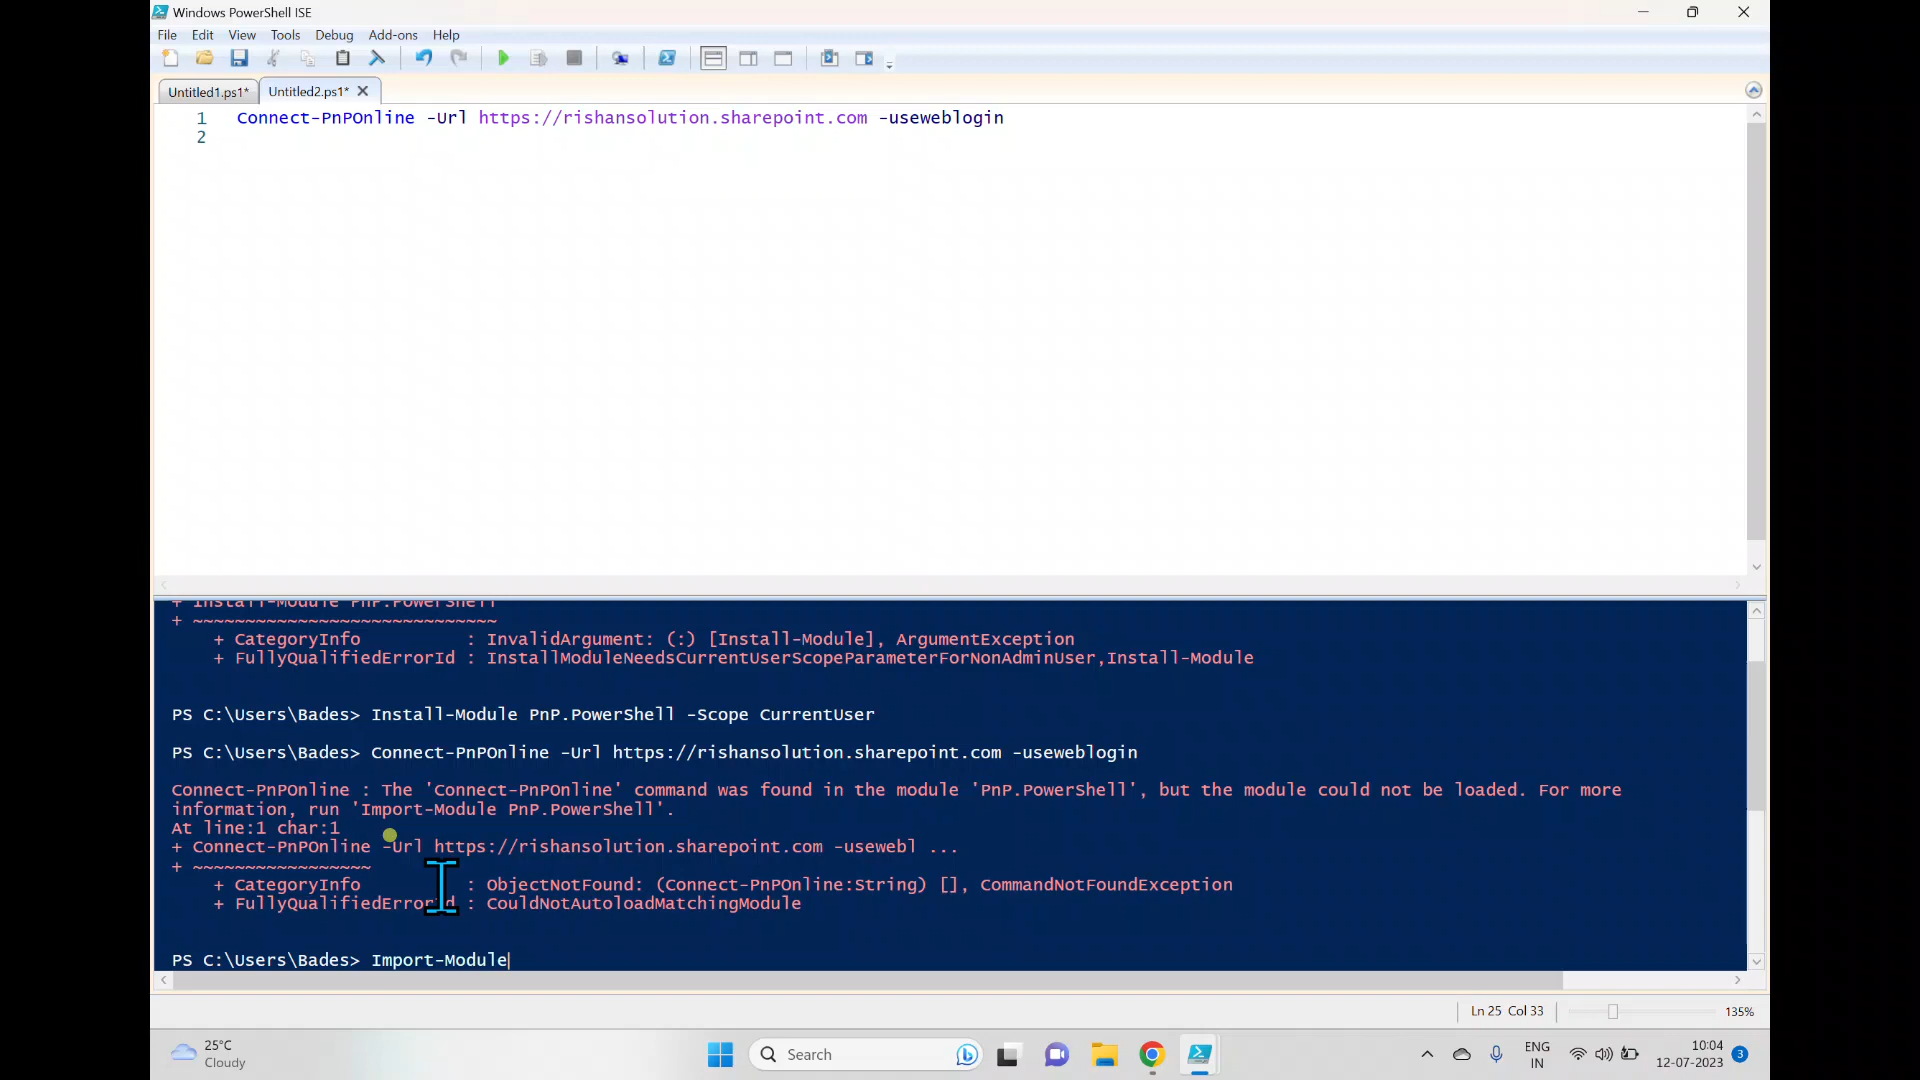 Windows PowerShell ISE
File Edit View Tools Debug Add-ons Help
Untitled1.ps1* Untitled2.ps1*
1 Connect-PnPOnline -Url https://rishansolution.sharepoint.com -useweblogin
2
+ Install-Module PnP.PowerShell
+ ~~~~~~~~~~~~~~~~~~~~~~~~~~~~~
+ CategoryInfo : InvalidArgument: (:) [Install-Module], ArgumentException
+ FullyQualifiedErrorId : InstallModuleNeedsCurrentUserScopeParameterForNonAdminUser,Install-Module
PS C:\Users\Bades> Install-Module PnP.PowerShell -Scope CurrentUser
PS C:\Users\Bades> Connect-PnPOnline -Url https://rishansolution.sharepoint.com -useweblogin
Connect-PnPOnline : The 'Connect-PnPOnline' command was found in the module 'PnP.PowerShell', but the module could not be loaded. For more
information, run 'Import-Module PnP.PowerShell'.
At line:1 char:1
+ Connect-PnPOnline -Url https://rishansolution.sharepoint.com -usewebl ...
+ ~~~~~~~~~~~~~~~~~
+ CategoryInfo : ObjectNotFound: (Connect-PnPOnline:String) [], CommandNotFoundException
+ FullyQualifiedErrorId : CouldNotAutoloadMatchingModule
PS C:\Users\Bades> Import-Module
Ln 25 Col 33 135%
25°C
Cloudy
Search
ENG
IN
10:04
12-07-2023
3